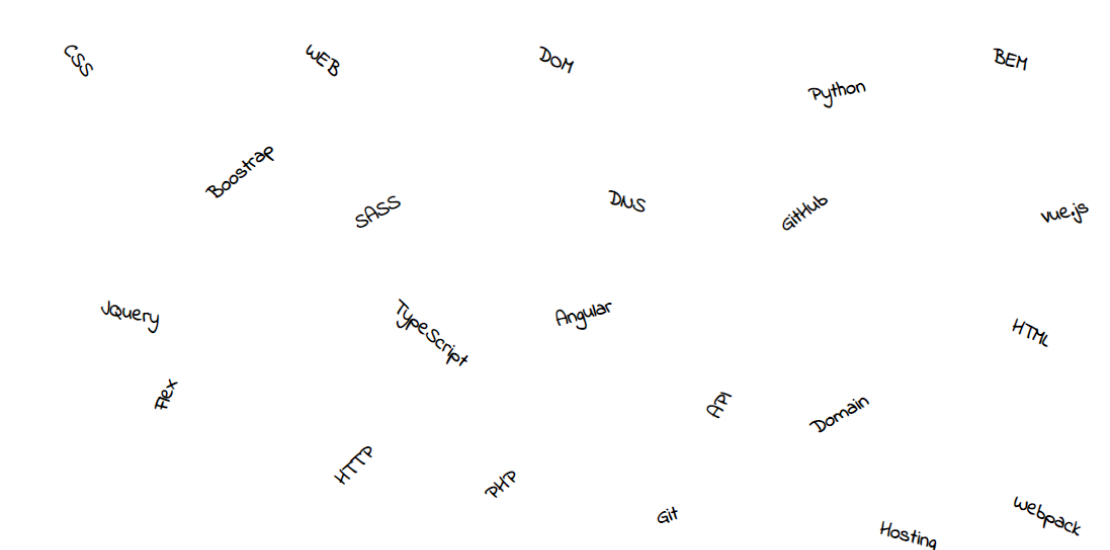 CSS
WEB
DOM
BEM
Python
Boostrap
SASS
DNS
GitHub
vue.js
JQuery
TypeScript
Angular
HTML
Flex
API
Domain
HTTP
PHP
Git
Webpack
Hosting